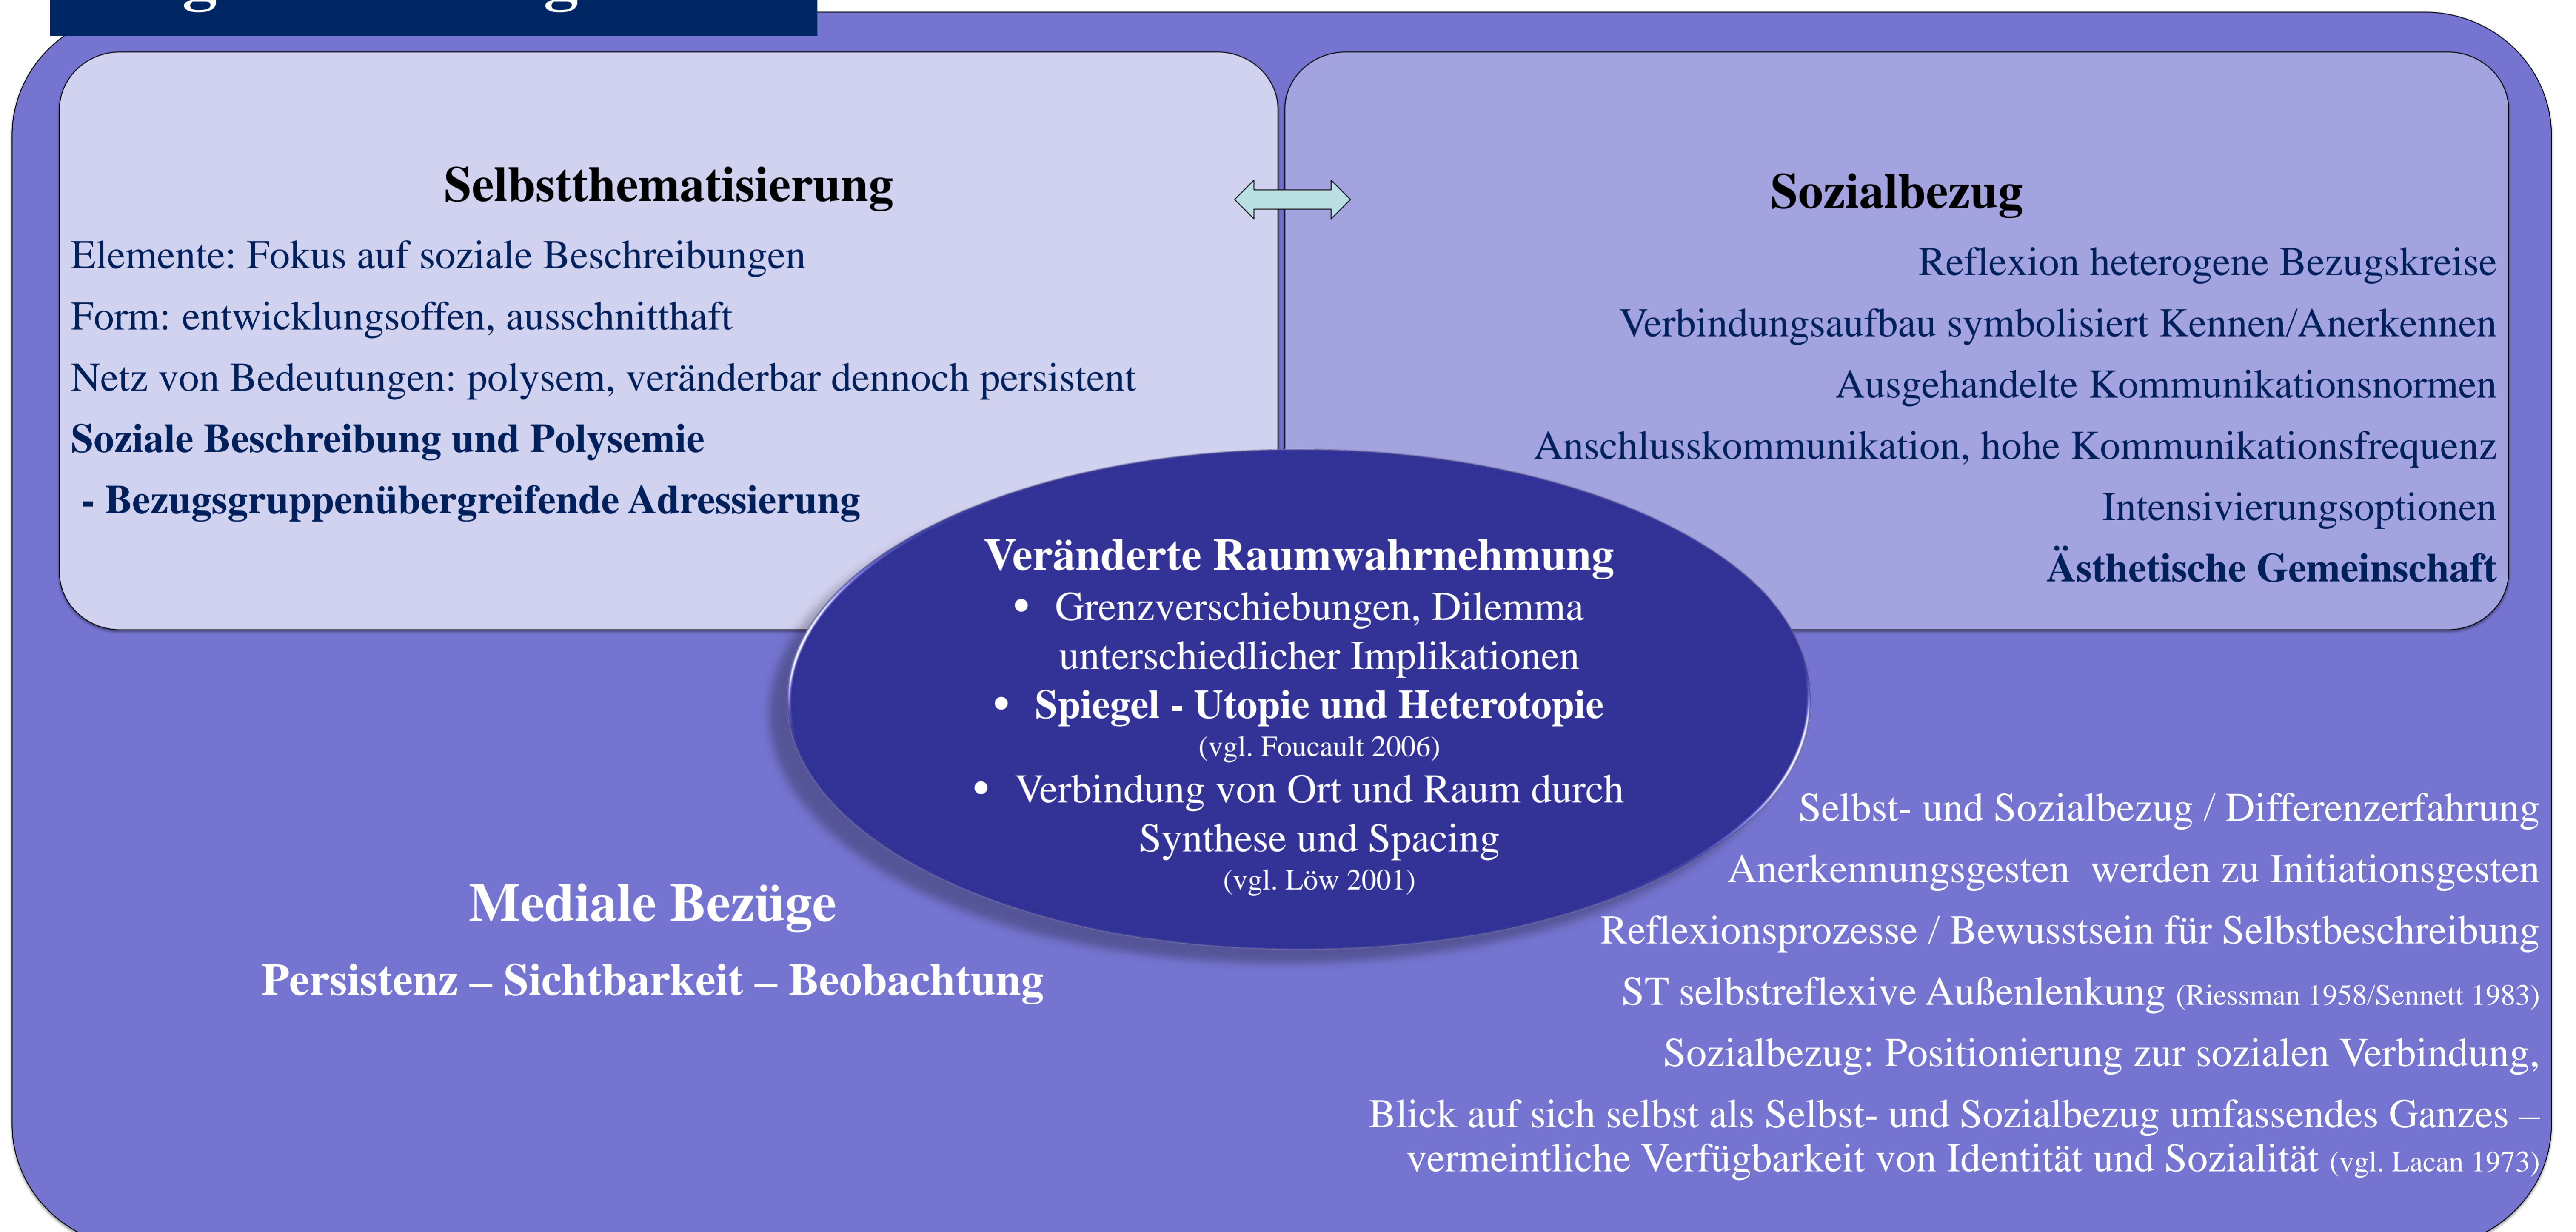 Selbstthematisierung
Elemente: Fokus auf soziale Beschreibungen
Form: entwicklungsoffen, ausschnitthaft
Netz von Bedeutungen: polysem, veränderbar dennoch persistent
Soziale Beschreibung und Polysemie
- Bezugsgruppenübergreifende Adressierung
Sozialbezug
Reflexion heterogene Bezugskreise
Verbindungsaufbau symbolisiert Kennen/Anerkennen
Ausgehandelte Kommunikationsnormen
Anschlusskommunikation, hohe Kommunikationsfrequenz
Intensivierungsoptionen
Ästhetische Gemeinschaft
Veränderte Raumwahrnehmung
• Grenzverschiebungen, Dilemma
unterschiedlicher Implikationen
• Spiegel - Utopie und Heterotopie
(vgl. Foucault 2006)
• Verbindung von Ort und Raum durch
Synthese und Spacing
(vgl. Löw 2001)
Mediale Bezüge
Persistenz – Sichtbarkeit – Beobachtung
Selbst- und Sozialbezug / Differenzerfahrung
Anerkennungsgesten  werden zu Initiationsgesten
Reflexionsprozesse / Bewusstsein für Selbstbeschreibung
ST selbstreflexive Außenlenkung (Riessman 1958/Sennett 1983)
Sozialbezug: Positionierung zur sozialen Verbindung,
Blick auf sich selbst als Selbst- und Sozialbezug umfassendes Ganzes –
vermeintliche Verfügbarkeit von Identität und Sozialität (vgl. Lacan 1973)